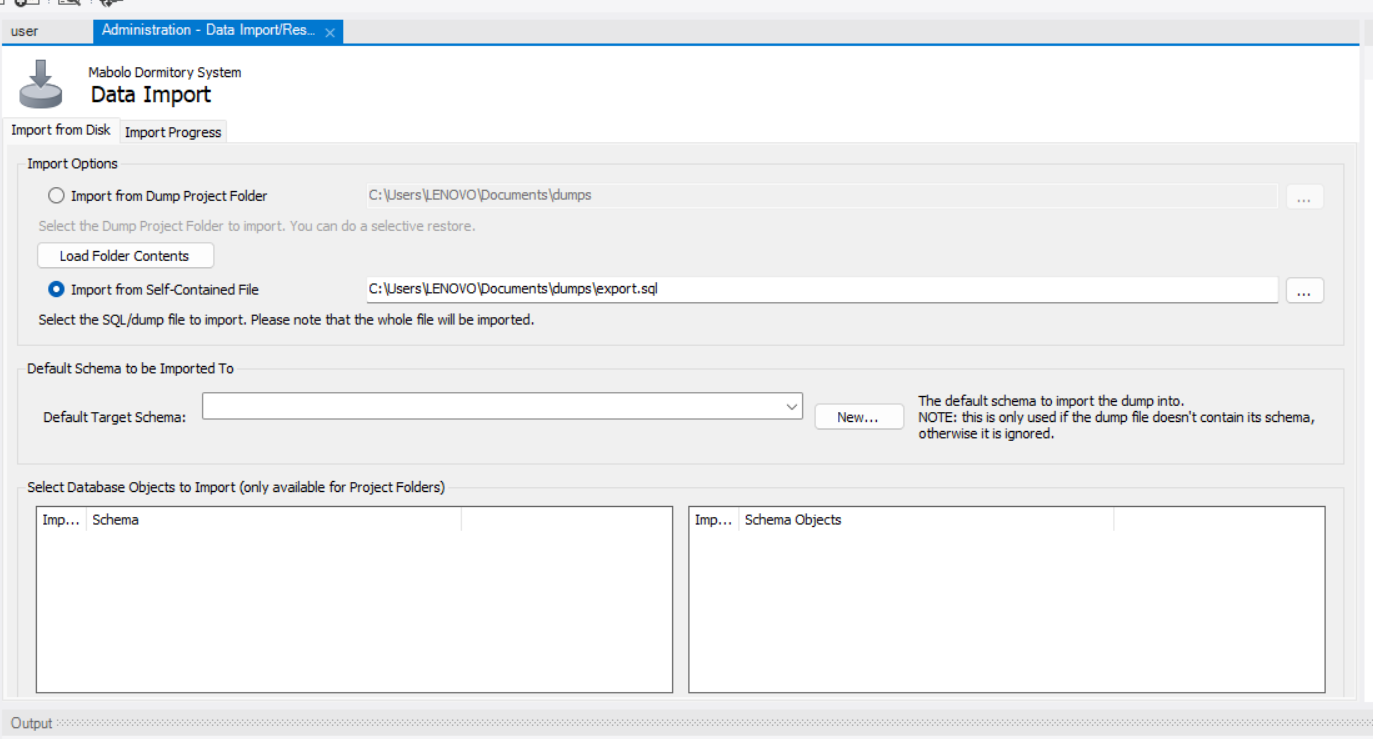 user
Administration - Data Import/Res...
Mabolo Dormitory System
Data Import
Import from Disk
Import Progress
Import Options
Import from Dump Project Folder
C:\Users\LENOVO\Documents\dumps
...
Select the Dump Project Folder to import. You can do a selective restore.
Load Folder Contents
Import from Self-Contained File
C:\Users\LENOVO\Documents\dumps\export.sql
...
Select the SQL/dump file to import. Please note that the whole file will be imported.
Default Schema to be Imported To
Default Target Schema:
New...
The default schema to import the dump into.
NOTE: this is only used if the dump file doesn't contain its schema,
otherwise it is ignored.
Select Database Objects to Import (only available for Project Folders)
Imp... Schema
Imp... Schema Objects
Output